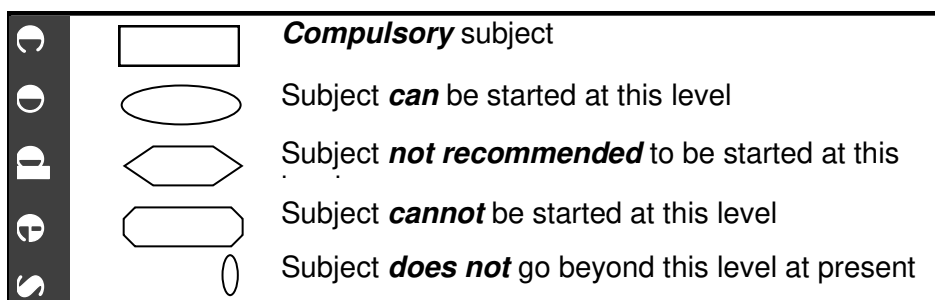 Codes
Compulsory subject
Subject can be started at this level
Subject not recommended to be started at this
Subject cannot be started at this level
Subject does not go beyond this level at present